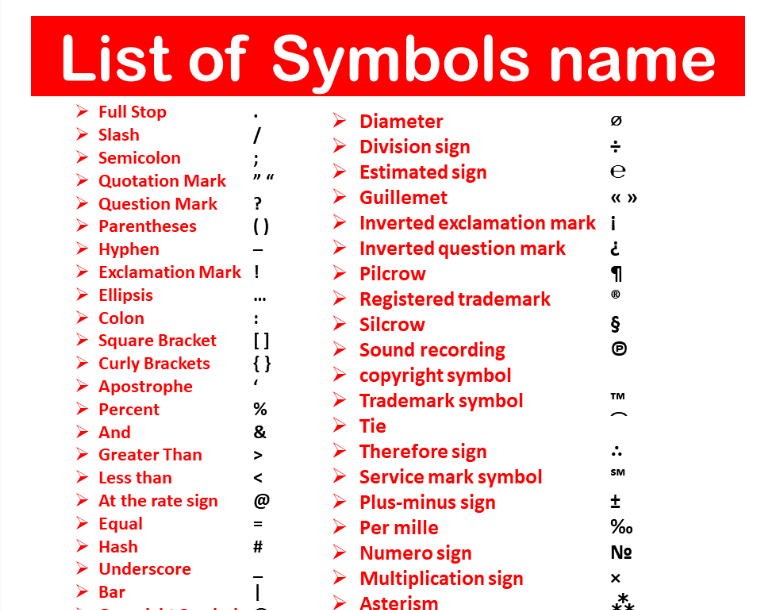 List of Symbols name
Full Stop .
Slash /
Semicolon ;
Quotation Mark ” “
Question Mark ?
Parentheses ( )
Hyphen –
Exclamation Mark !
Ellipsis …
Colon :
Square Bracket [ ]
Curly Brackets { }
Apostrophe ‘
Percent %
And &
Greater Than >
Less than <
At the rate sign @
Equal =
Hash #
Underscore _
Bar |
Diameter ⌀
Division sign ÷
Estimated sign ℮
Guillemet « »
Inverted exclamation mark ¡
Inverted question mark ¿
Pilcrow ¶
Registered trademark ®
Silcrow §
Sound recording ℗
copyright symbol
Trademark symbol ™
Tie ⁀
Therefore sign ∴
Service mark symbol ℠
Plus-minus sign ±
Per mille ‰
Numero sign №
Multiplication sign ×
Asterism ⁂